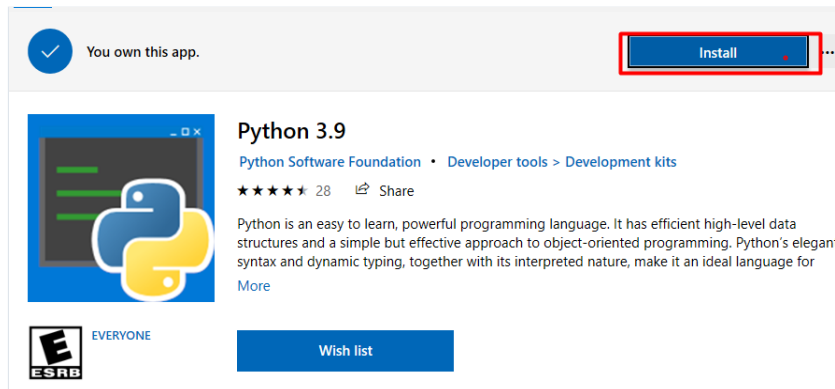 You own this app.
Install
Python 3.9
Python Software Foundation • Developer tools > Development kits
28 Share
Python is an easy to learn, powerful programming language. It has efficient high-level data
structures and a simple but effective approach to object-oriented programming. Python's elegant
syntax and dynamic typing, together with its interpreted nature, make it an ideal language for
More
E
ESRB
EVERYONE
Wish list